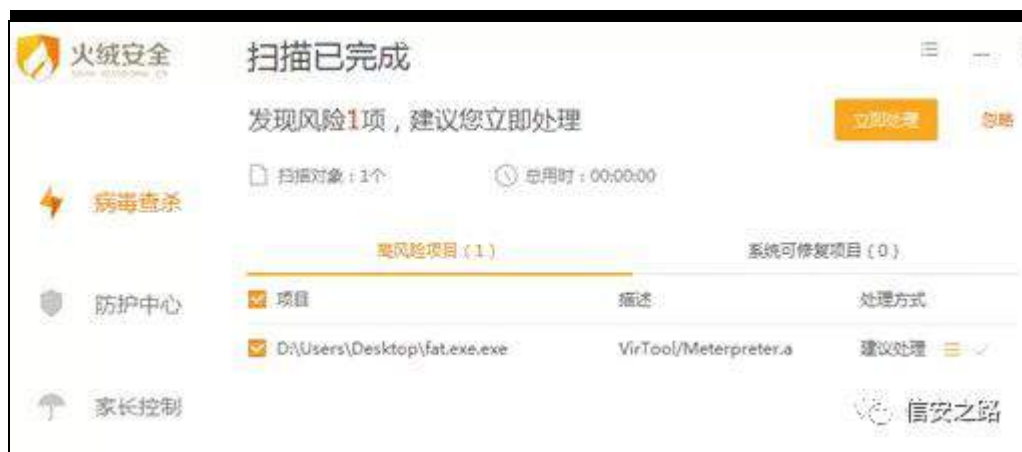 火绒安全
扫描已完成
发现风险1项，建议您立即处理
立即处理
忽略
扫描对象：1个
总用时：00:00:00
病毒查杀
高风险项目（1）
系统可修复项目（0）
防护中心
项目
描述
处理方式
D:\Users\Desktop\fat.exe.exe
VirTool/Meterpreter.a
建议处理
家长控制
信安之路